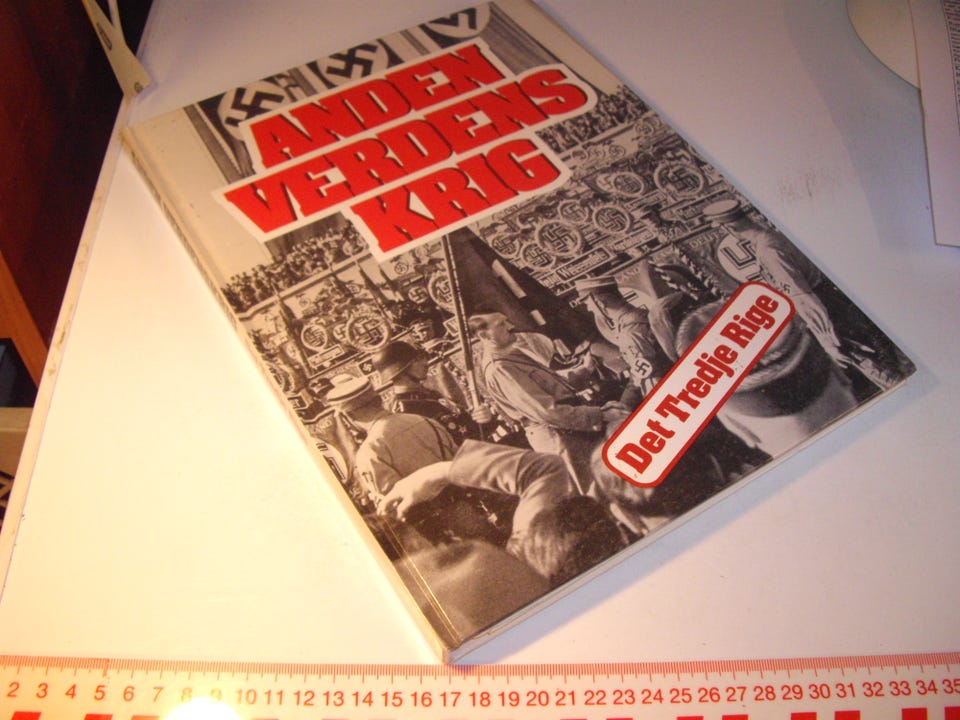 ANDEN
VERDENS
KRIG
Det Tredje Rige
2 3 4 5 6 7 8 9 10 11 12 13 14 15 16 17 18 19 20 21 22 23 24 25 26 27 28 29 30 31 32 33 34 35